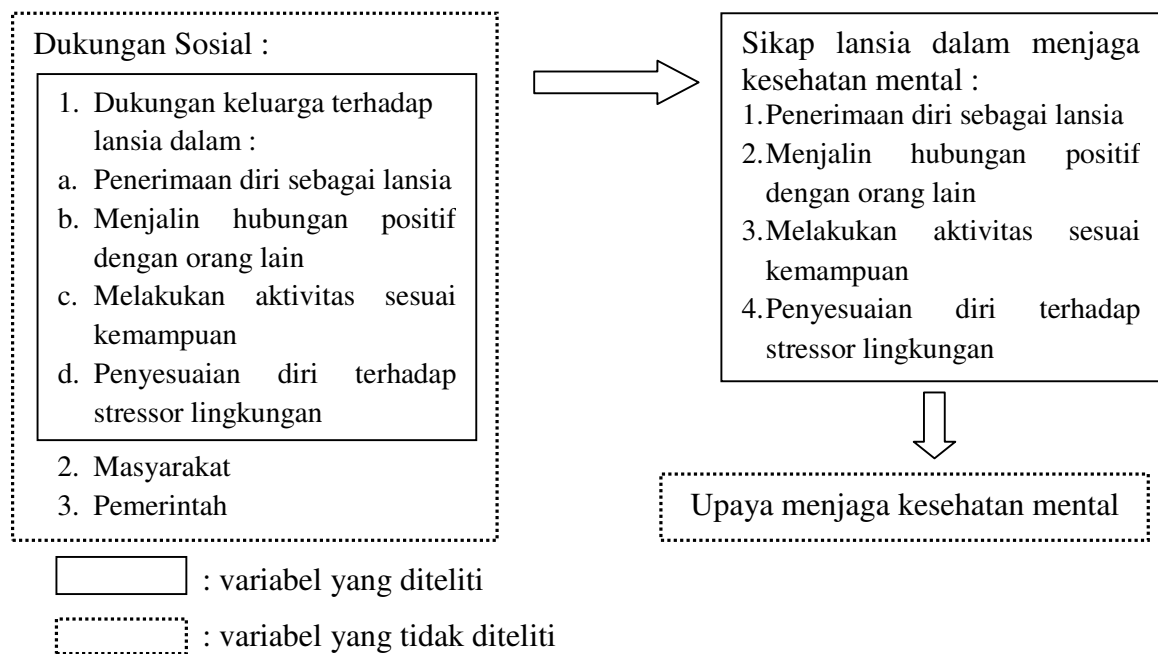 Dukungan Sosial :
1. Dukungan keluarga terhadap
lansia dalam :
a. Penerimaan diri sebagai lansia
b. Menjalin hubungan positif
dengan orang lain
c. Melakukan aktivitas sesuai
kemampuan
d. Penyesuaian diri terhadap
stressor lingkungan
2. Masyarakat
3. Pemerintah
Sikap lansia dalam menjaga
kesehatan mental :
1.Penerimaan diri sebagai lansia
2.Menjalin hubungan positif
dengan orang lain
3.Melakukan aktivitas sesuai
kemampuan
4.Penyesuaian diri terhadap
stressor lingkungan
Upaya menjaga kesehatan mental
: variabel yang diteliti
: variabel yang tidak diteliti